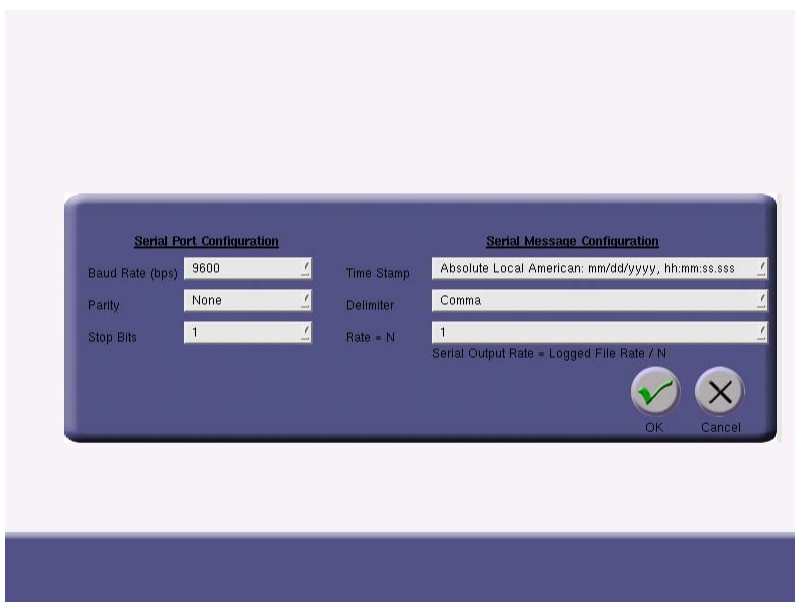 Serial Port Configuration
Baud Rate (bps) 9600
Parity None
Stop Bits 1
Serial Message Configuration
Time Stamp Absolute Local American: mm/dd/yyyy, hh:mm:ss.sss
Delimiter Comma
Rate = N 1
Serial Output Rate = Logged File Rate / N
OK Cancel